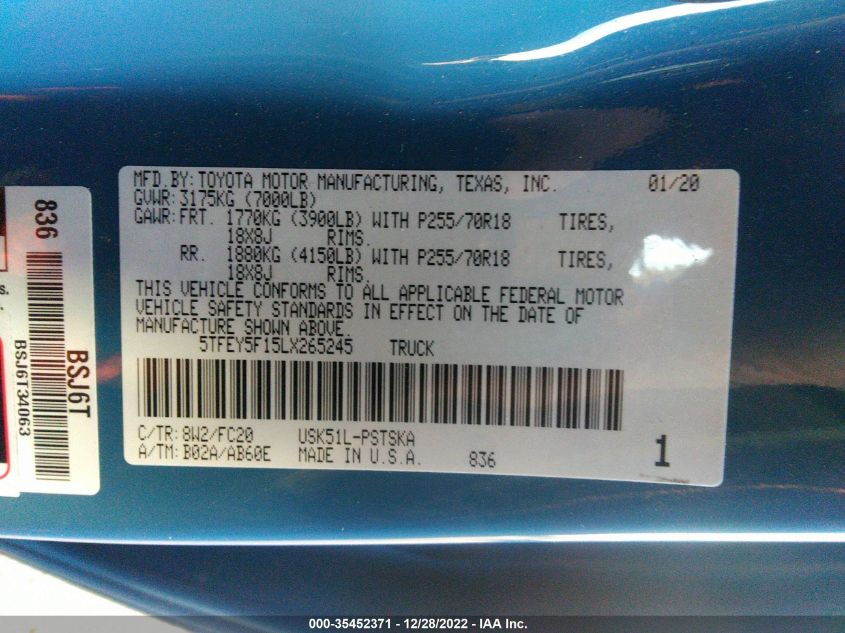 MFD.BY:TOYOTA MOTOR MANUFACTURING, TEXAS, INC. 01/20
GVWR:3175KG (7000LB)
GAWR:FRT. 1770KG (3900LB) WITH P255/70R18 TIRES,
18X8J RIMS.
RR. 1880KG (4150LB) WITH P255/70R18 TIRES,
18X8J RIMS.
THIS VEHICLE CONFORMS TO ALL APPLICABLE FEDERAL MOTOR
VEHICLE SAFETY STANDARDS IN EFFECT ON THE DATE OF
MANUFACTURE SHOWN ABOVE.
5TFEY5F15LX265245 TRUCK
C/TR:8W2/FC20 USK51L-PSTSKA
A/TM:B02A/AB60E MADE IN U.S.A. 836 1
836
BSJ6T
BSJ6T34063
s.
000-35452371 - 12/28/2022 - IAA Inc.